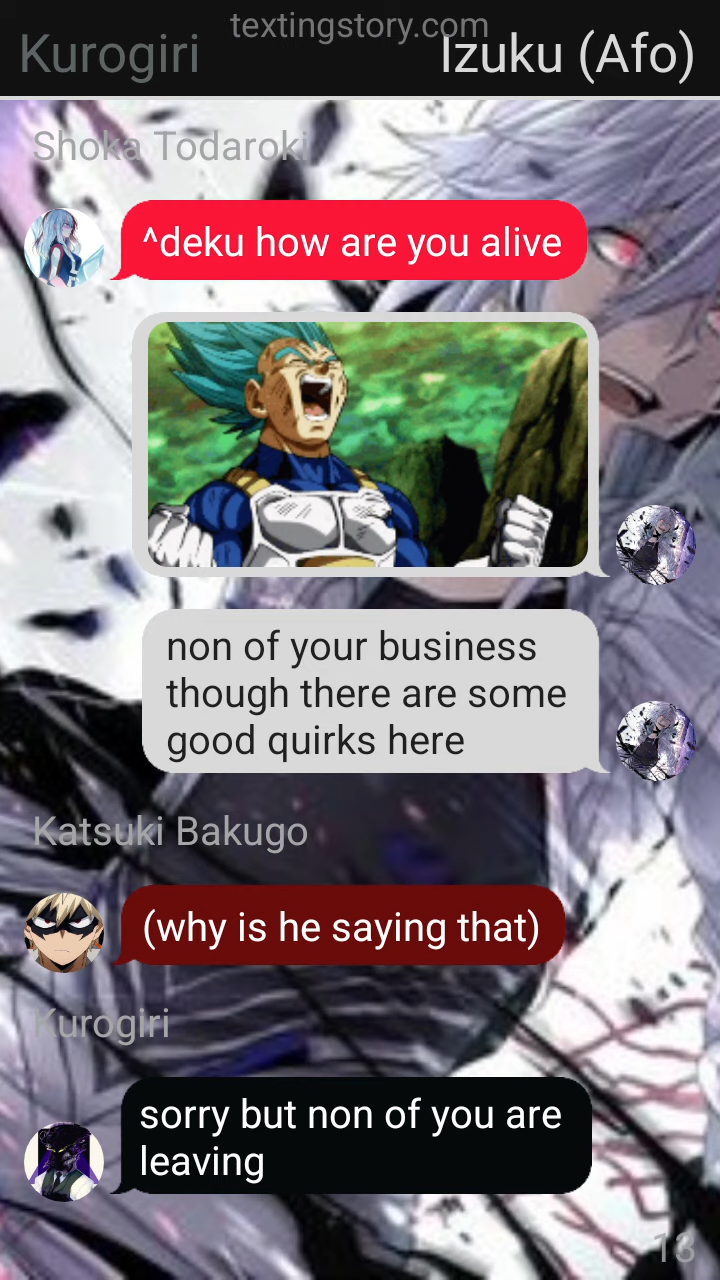 textingstory.com
Kurogiri
Izuku (Afo)
Shoka Todaroki
^deku how are you alive
non of your business
though there are some
good quirks here
Katsuki Bakugo
(why is he saying that)
Kurogiri
sorry but non of you are
leaving
13